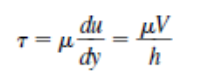 τ = μ du/dy = μV/h